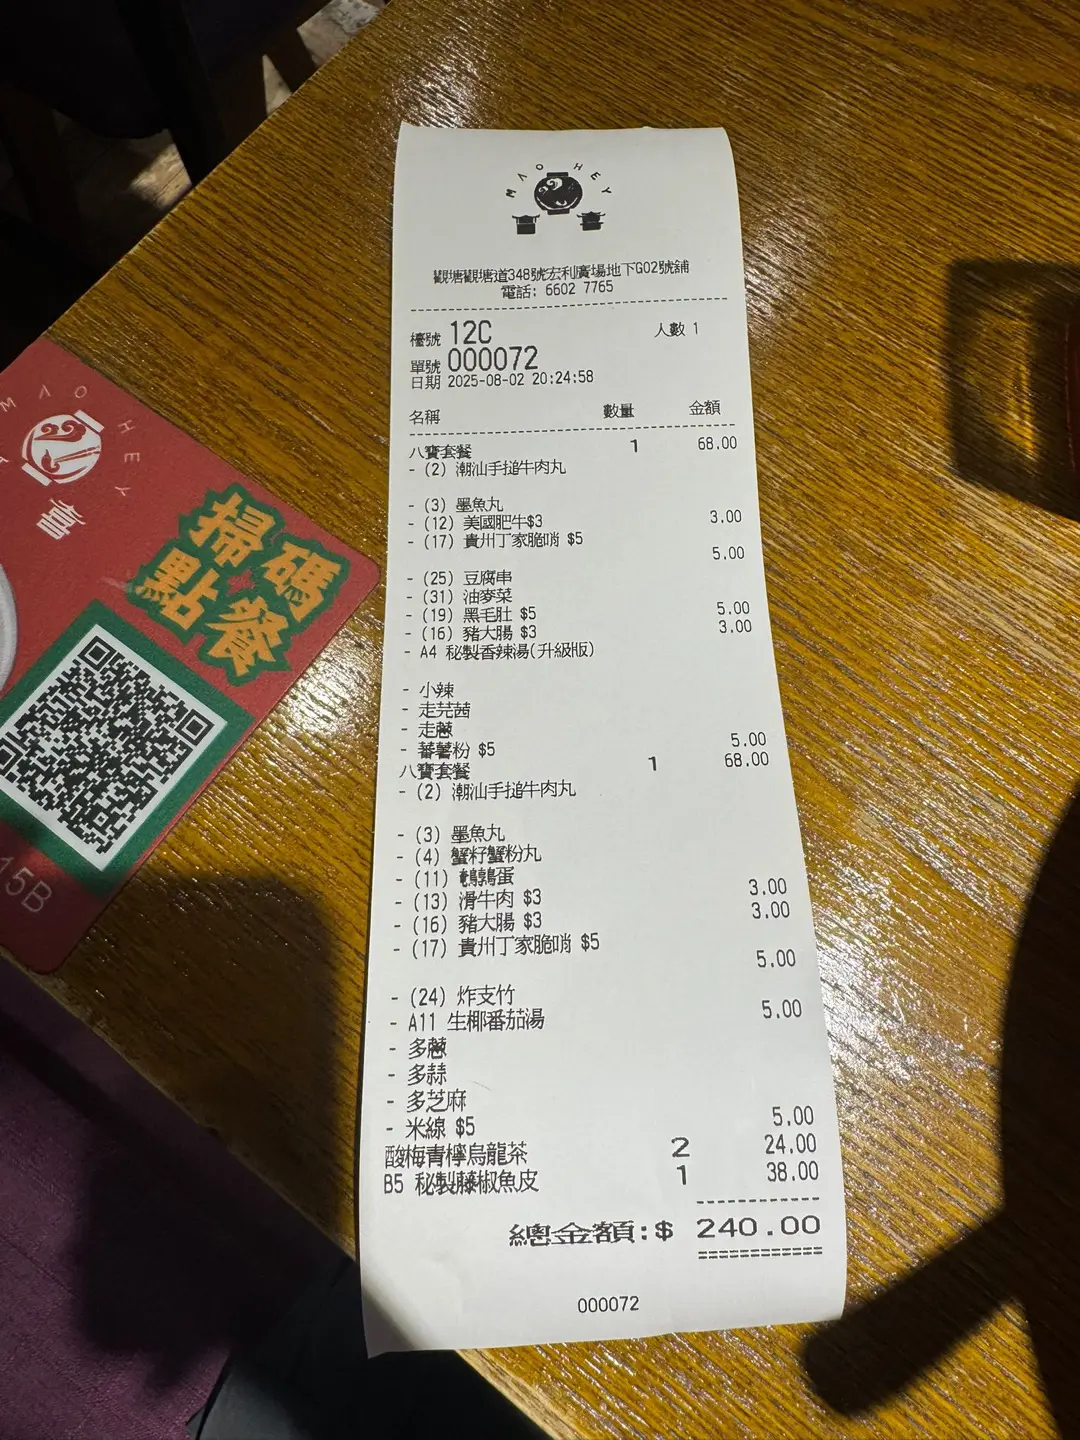 MAO HEY
觀塘觀塘道348號宏利廣場地下G02號舖
電話: 6602 7765
檯號 12C 人數 1
單號 000072
日期 2025-08-02 20:24:58
名稱 數量 金額
八寶套餐 1 68.00
- (2) 潮汕手搥牛肉丸
- (3) 墨魚丸
- (12) 美國肥牛$3 3.00
- (17) 貴州丁家脆哨 $5
5.00
- (25) 豆腐串
- (31) 油麥菜
- (19) 黑毛肚 $5 5.00
- (16) 豬大腸 $3 3.00
- A4 秘製香辣湯(升級版)
- 小辣
- 走芫茜
- 走蔥
- 蕃薯粉 $5 5.00
八寶套餐 1 68.00
- (2) 潮汕手搥牛肉丸
- (3) 墨魚丸
- (4) 蟹籽蟹粉丸
- (11) 鵪鶉蛋
- (13) 滑牛肉 $3 3.00
- (16) 豬大腸 $3 3.00
- (17) 貴州丁家脆哨 $5
5.00
- (24) 炸支竹
- A11 生椰番茄湯 5.00
- 多蔥
- 多蒜
- 多芝麻
- 米線 $5 5.00
酸梅青檸烏龍茶 2 24.00
B5 秘製藤椒魚皮 1 38.00
總金額:$ 240.00
000072
MAO HEY
喜
掃碼
點餐
15B